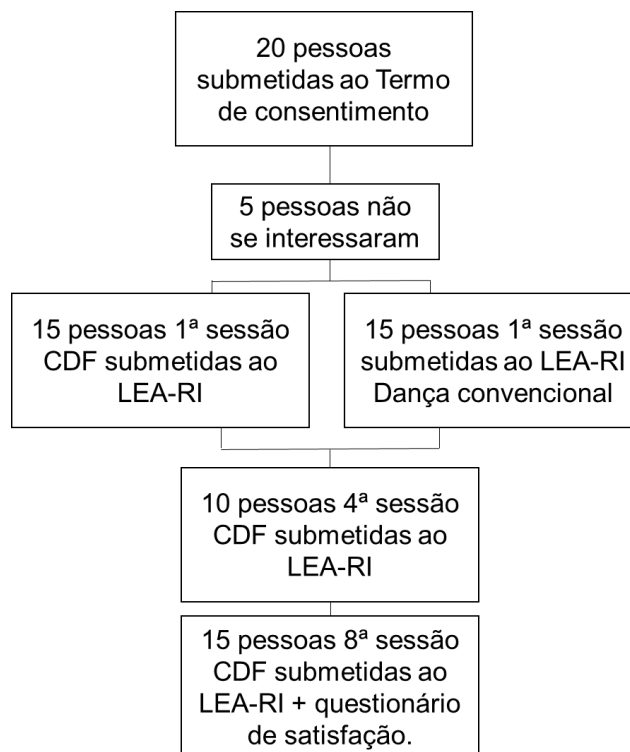 20 pessoas
submetidas ao Termo
de consentimento
5 pessoas não
se interessaram
15 pessoas 1ª sessão
CDF submetidas ao
LEA-RI
15 pessoas 1ª sessão
submetidas ao LEA-RI
Dança convencional
10 pessoas 4ª sessão
CDF submetidas ao
LEA-RI
15 pessoas 8ª sessão
CDF submetidas ao
LEA-RI + questionário
de satisfação.